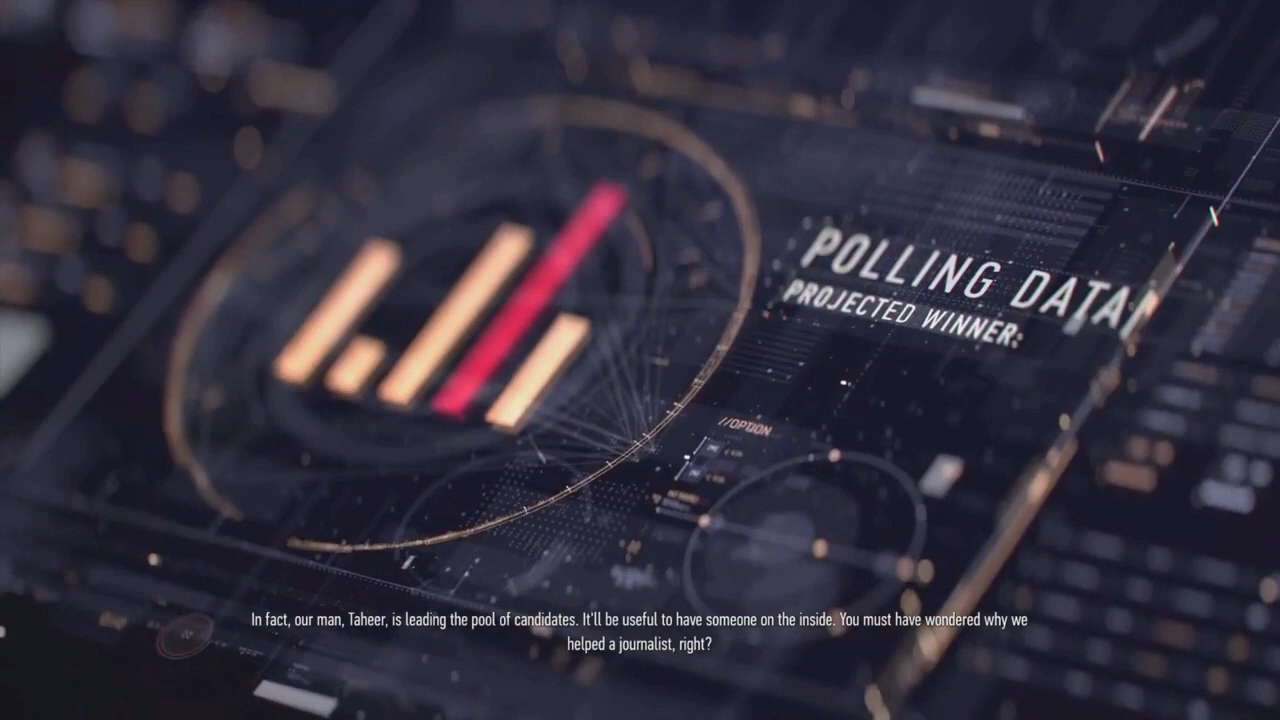 POLLING DATA
PROJECTED WINNER:
//OPTION
In fact, our man, Taheer, is leading the pool of candidates. It'll be useful to have someone on the inside. You must have wondered why we
helped a journalist, right?